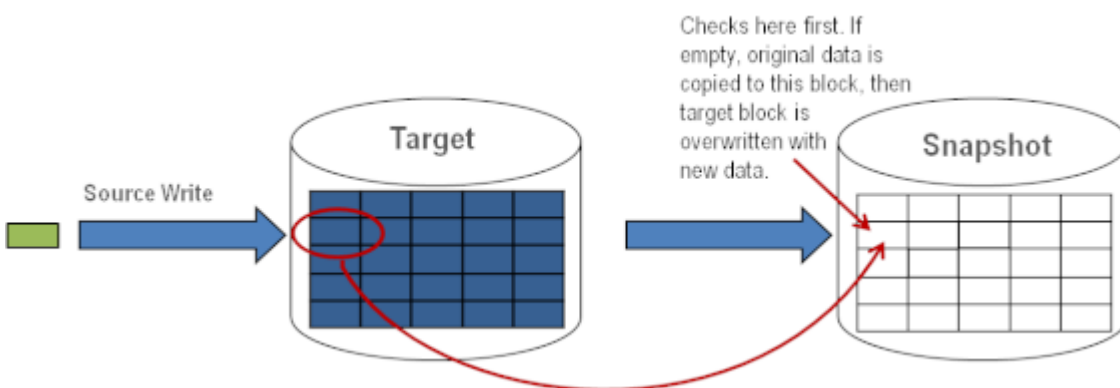 Checks here first. If
empty, original data is
copied to this block, then
target block is
overwritten with
new data.
Target
Snapshot
Source Write